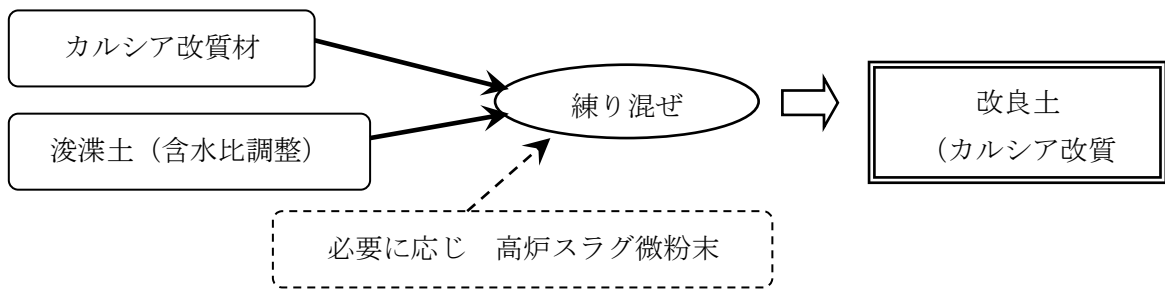 カルシア改質材
浚渫土（含水比調整）
必要に応じ　高炉スラグ微粉末
練り混ぜ
改良土
（カルシア改質